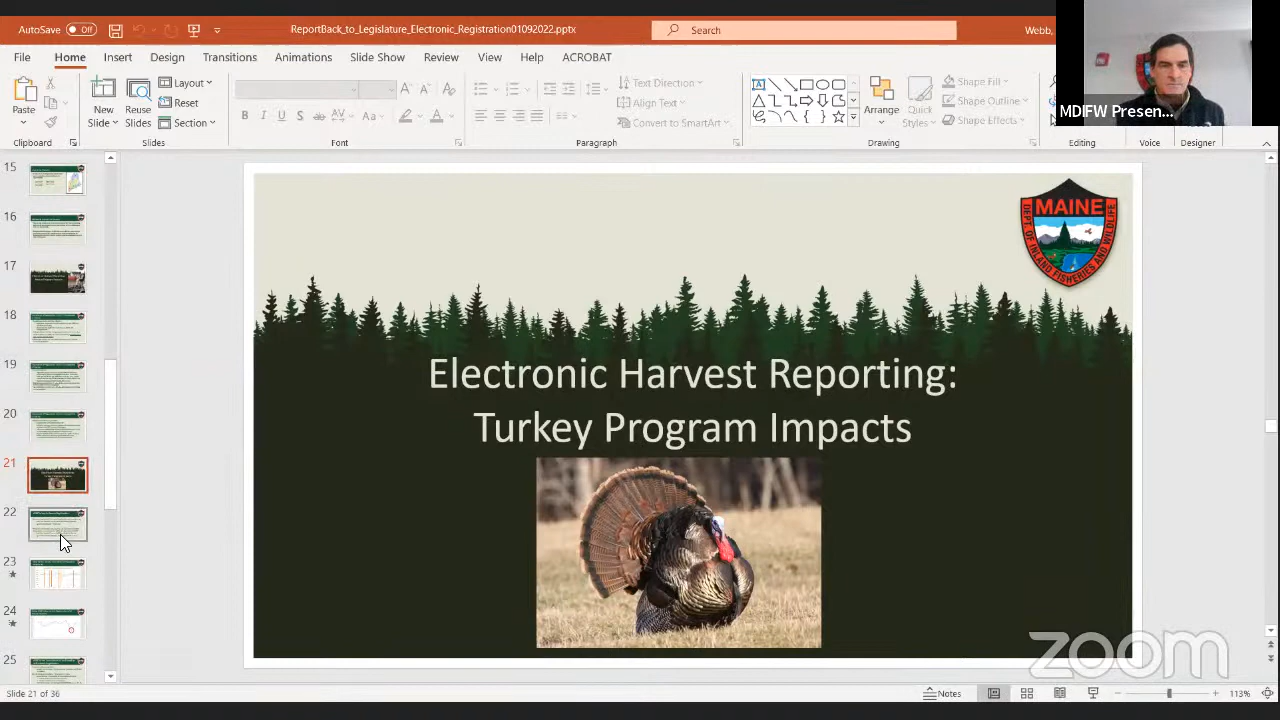 AutoSave Off
ReportBack_to_Legislature_Electronic_Registration01092022.pptx
Search
Webb,
File Home Insert Design Transitions Animations Slide Show Review View Help ACROBAT
Paste
New
Slide
Reuse
Slides
Layout
Reset
Section
B I U S ab AV Aa A
Text Direction
Align Text
Convert to SmartArt
Arrange
Quick
Styles
Shape Fill
Shape Outline
Shape Effects
MDIFW Presen...
Clipboard Slides Font Paragraph Drawing Editing Voice Designer
15
16
17
18
19
20
21
22
23
24
25
MAINE
DEPT. OF INLAND FISHERIES AND WILDLIFE
Electronic Harvest Reporting:
Turkey Program Impacts
zoom
Slide 21 of 36
Notes
113%